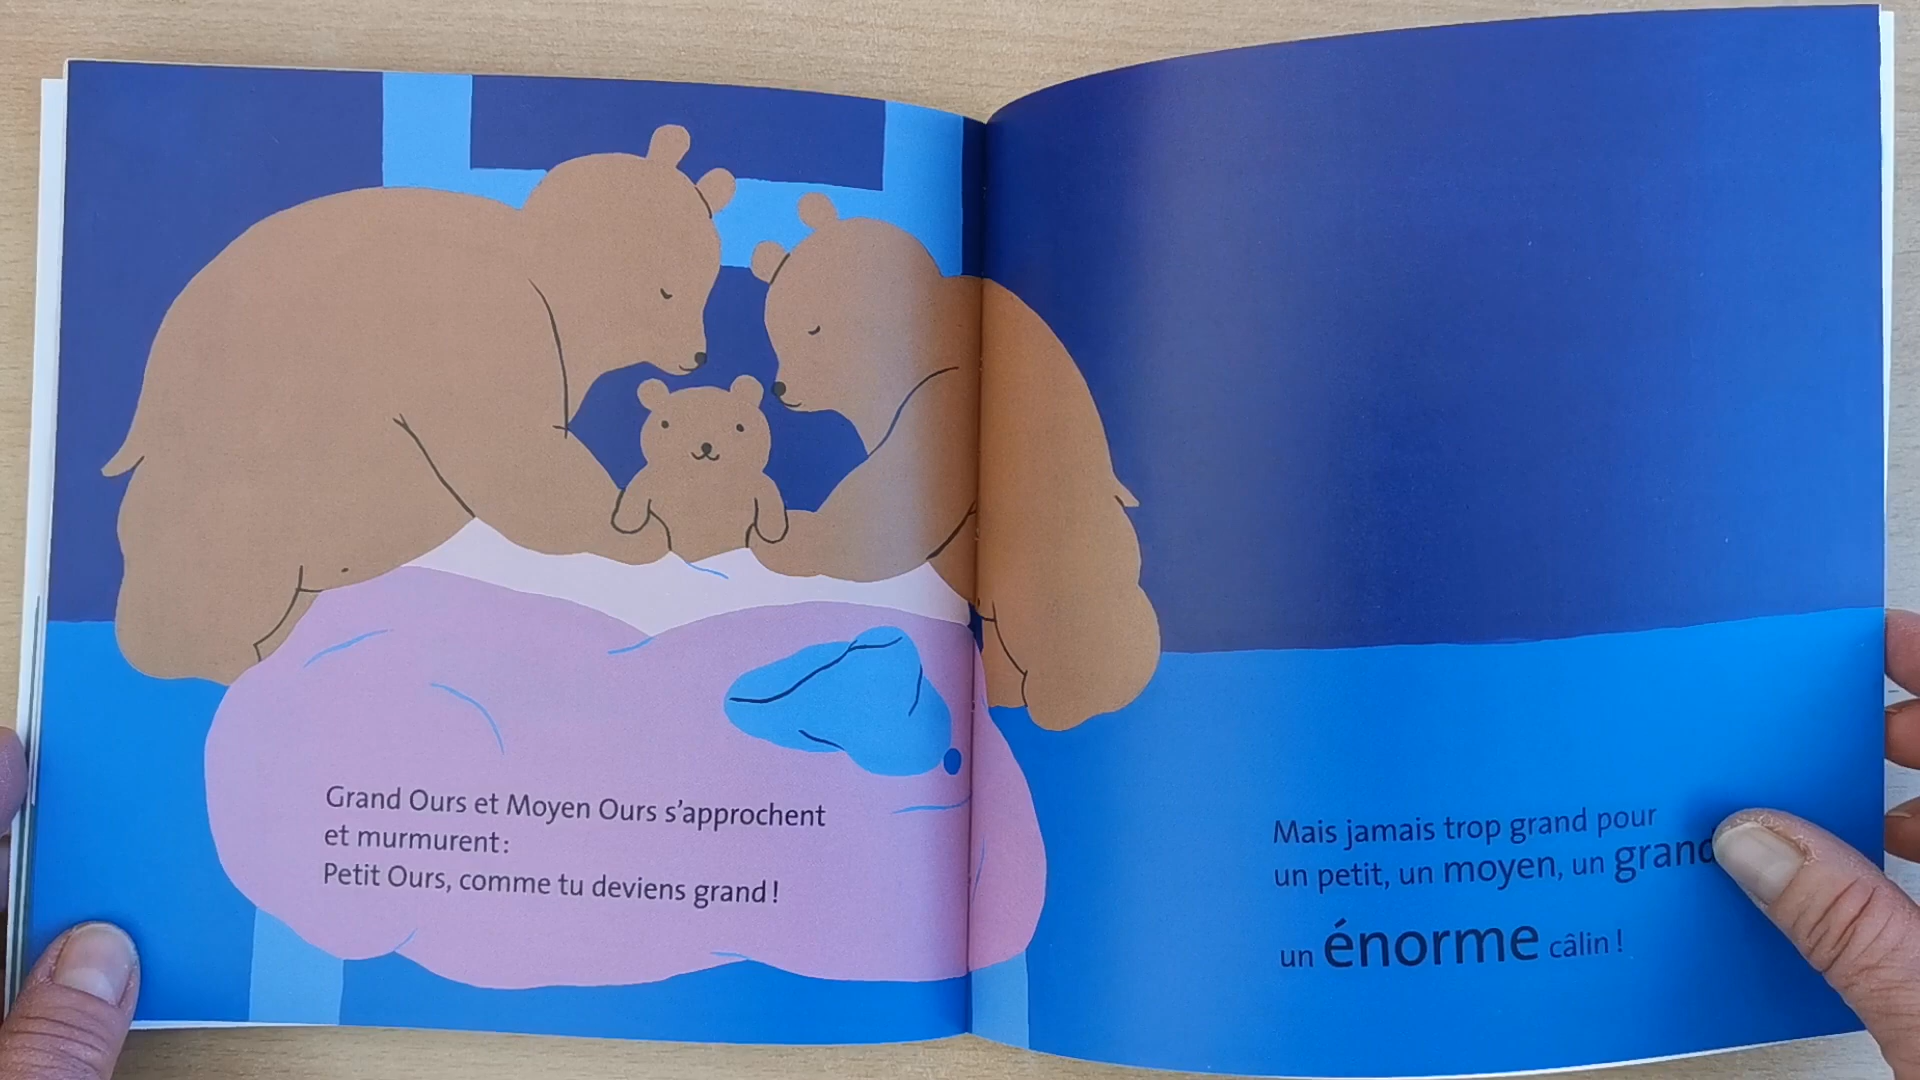 Grand Ours et Moyen Ours s’approchent
et murmurent :
Petit Ours, comme tu deviens grand !
Mais jamais trop grand pour
un petit, un moyen, un grand
un énorme câlin !